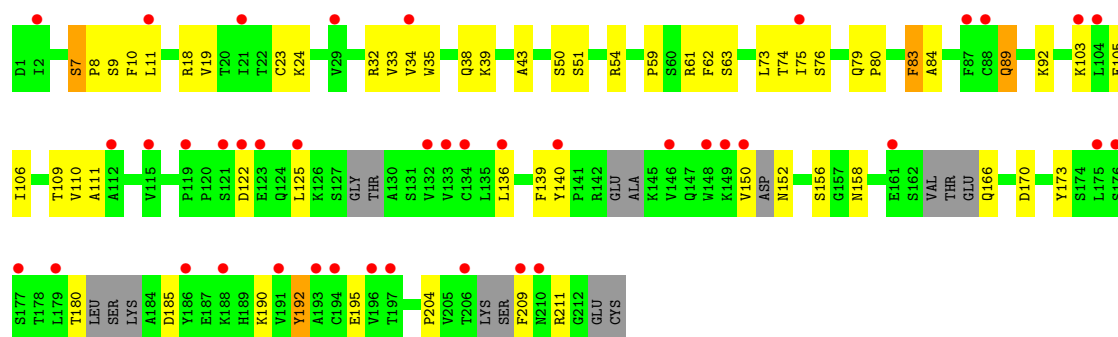 D1 I2 S7 P8 S9 F10 L11 R18 V19 T20 I21 T22 C23 K24 V29 R32 V33 V34 W35 Q38 K39 A43 S50 S51 R54 P59 S60 R61 F62 S63 L73 T74 I75 S76 Q79 P80 F83 A84 F87 C88 Q89 K92 K103 L104
I106 T109 V110 A111 A112 V115 P119 P120 S121 D122 E123 Q124 L125 K126 S127 GLY THR A130 S131 V132 V133 C134 L135 L136 F139 Y140 P141 R142 GLU ALA K145 V146 Q147 W148 K149 V150 ASP N152 S156 G157 N158 E161 S162 VAL THR GLU Q166 D170 Y173 S174 L175
S177 T178 L179 T180 LEU SER LYS A184 D185 Y186 E187 K188 H189 K190 V191 Y192 A193 C194 E195 V196 T197 P204 V205 T206 LYS SER F209 N210 R211 G212 GLU CYS